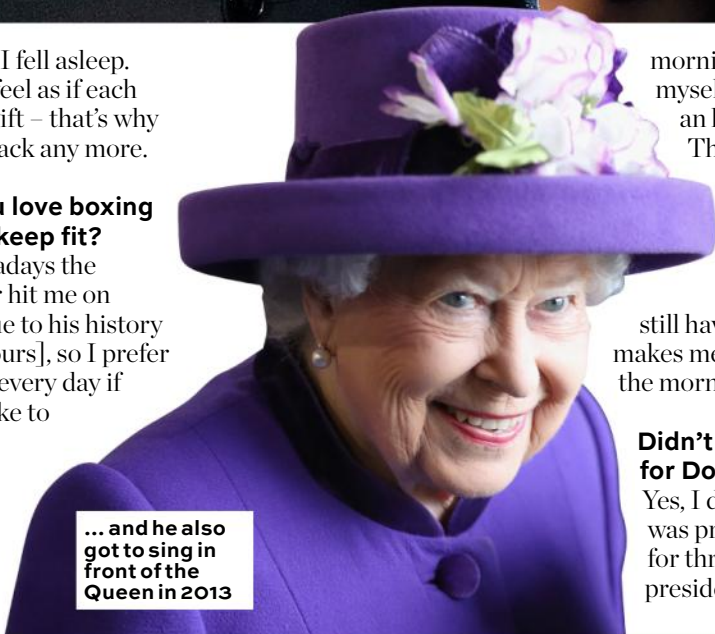 I fell asleep.
feel as if each
ift – that’s why
ack any more.
u love boxing
keep fit?
adays the
r hit me on
ue to his history
ours], so I prefer
every day if
ke to
... and he also
got to sing in
front of the
Queen in 2013
morni
mysel
an
Th
still hav
makes me
the morn
Didn’t
for Do
Yes, I d
was pr
for thr
preside